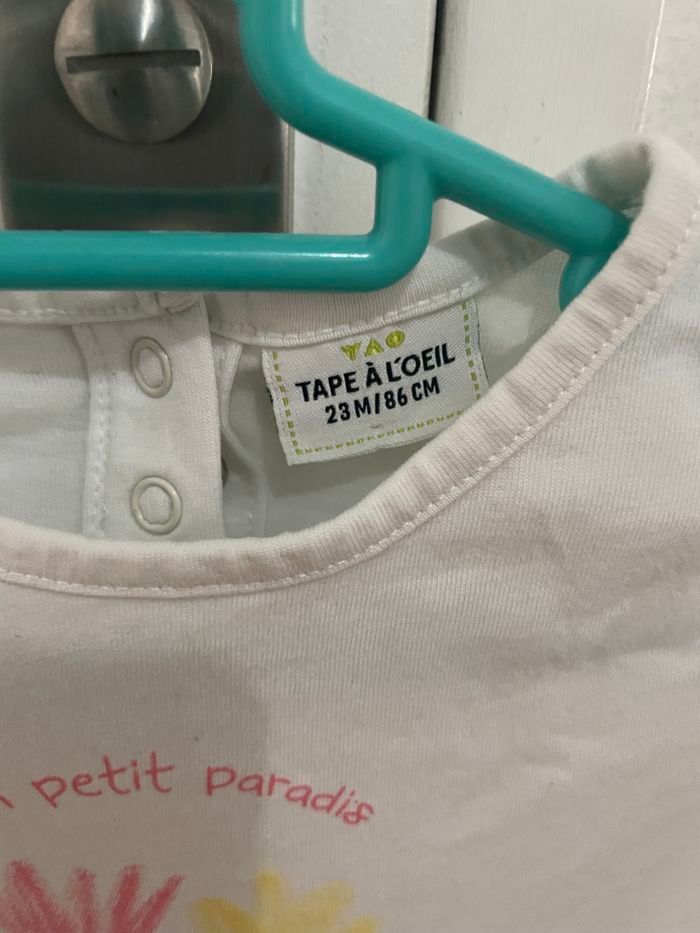 TAO
TAPE À L'OEIL
23M/86CM
petit paradis